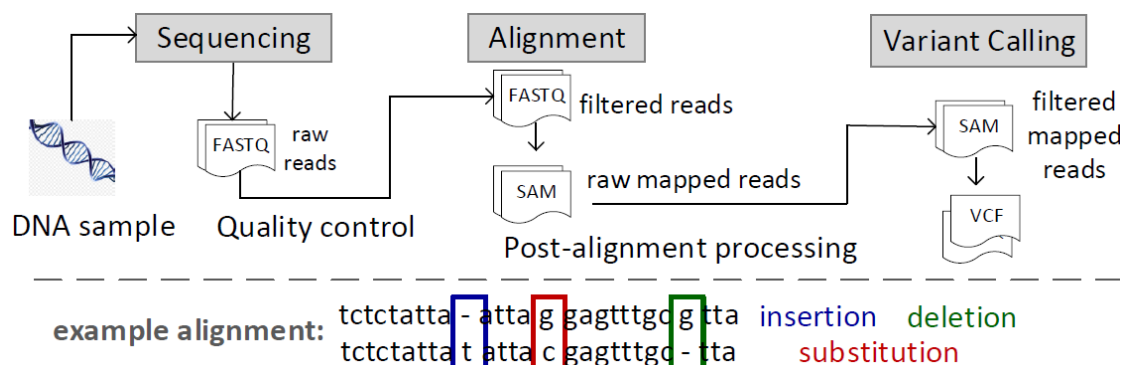 Sequencing
Alignment
Variant Calling
FASTQ
raw
reads
FASTQ
filtered reads
SAM
raw mapped reads
SAM
filtered
mapped
reads
VCF
DNA sample
Quality control
Post-alignment processing
example alignment:
tctctatta - atta g gagtttgc g tta
tctctatta t atta c gagtttgc - tta
insertion
deletion
substitution